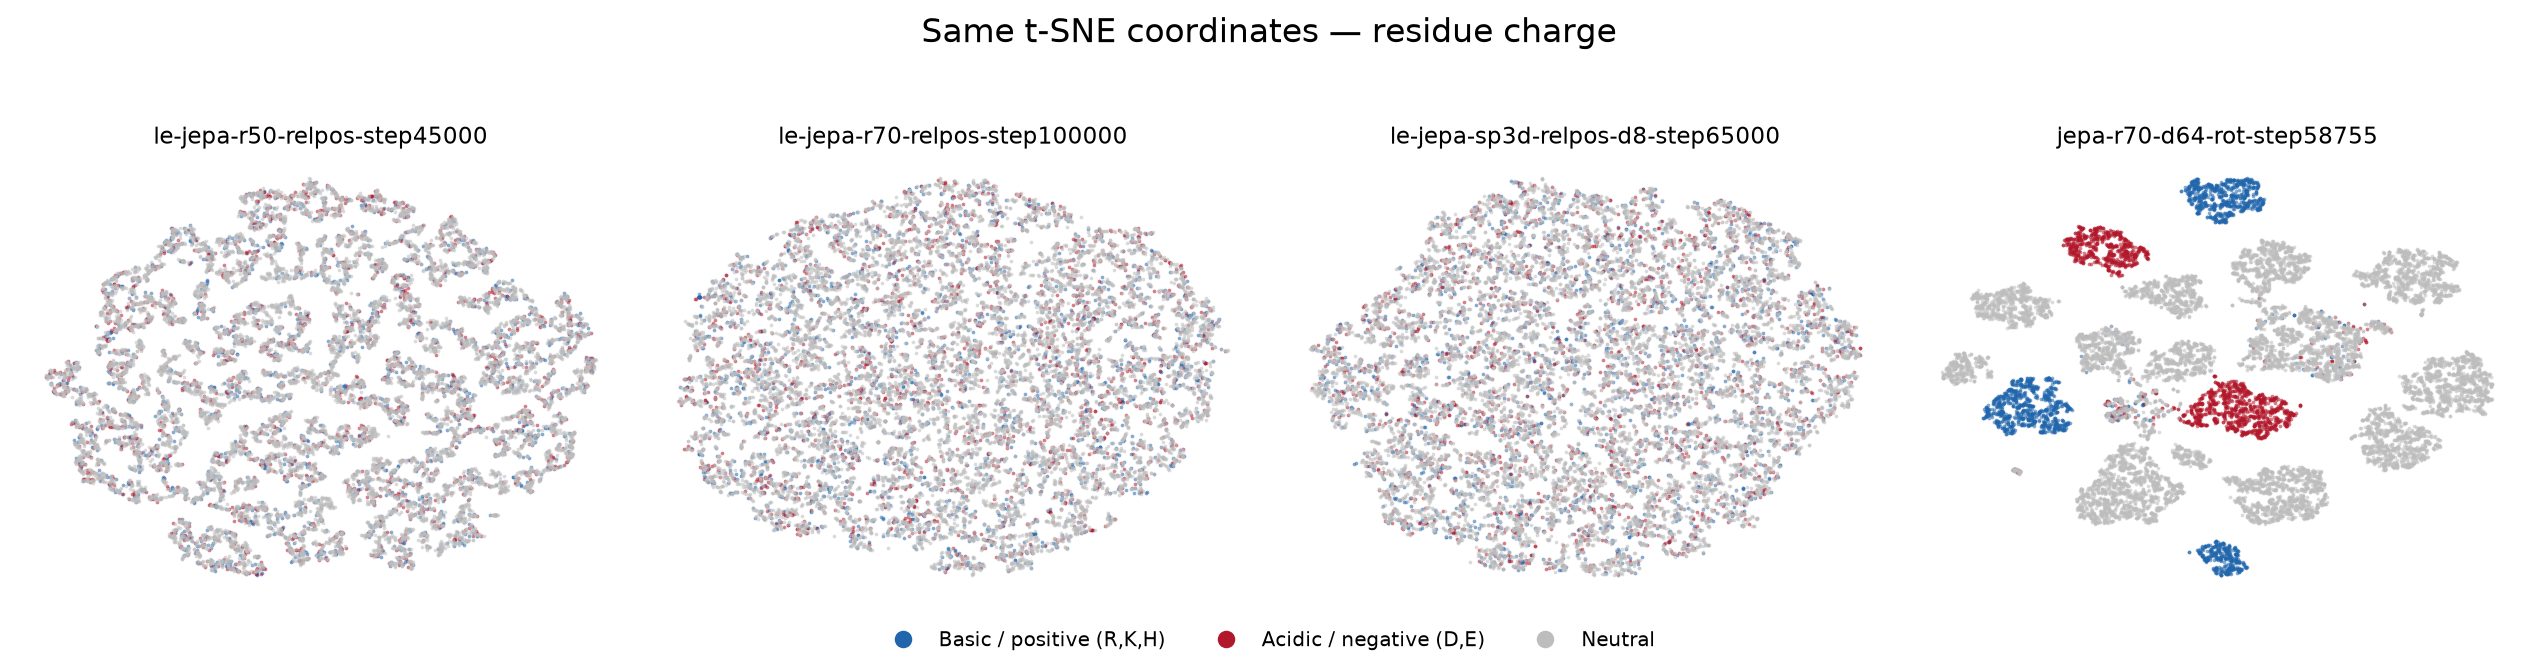 Same t-SNE coordinates — residue charge
le-jepa-r50-relpos-step45000
le-jepa-r70-relpos-step100000
le-jepa-sp3d-relpos-d8-step65000
jepa-r70-d64-rot-step58755
Basic / positive (R,K,H)
Acidic / negative (D,E)
Neutral